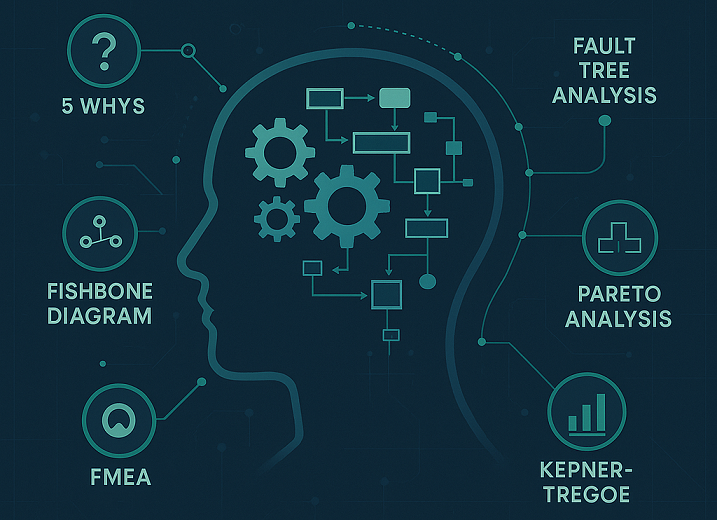 ?
5 WHYS
FISHBONE
DIAGRAM
FMEA
FAULT
TREE
ANALYSIS
PARETO
ANALYSIS
KEPNER-
TREGOE